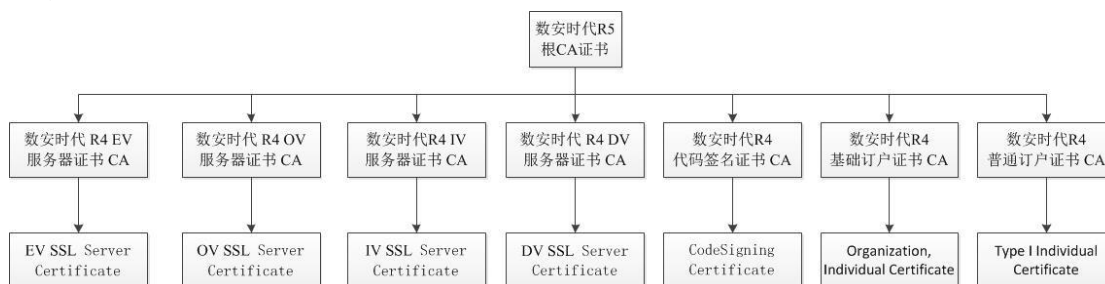 数安时代R5
根CA证书
数安时代 R4 EV
服务器证书 CA
数安时代 R4 OV
服务器证书 CA
数安时代R4 IV
服务器证书 CA
数安时代 R4 DV
服务器证书 CA
数安时代R4
代码签名证书 CA
数安时代R4
基础订户证书 CA
数安时代R4
普通订户证书 CA
EV SSL Server
Certificate
OV SSL Server
Certificate
IV SSL Server
Certificate
DV SSL Server
Certificate
CodeSigning
Certificate
Organization,
Individual Certificate
Type I Individual
Certificate